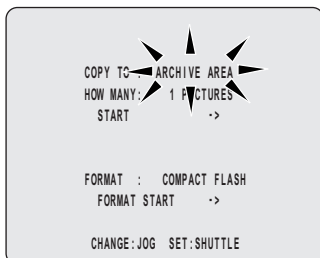 COPY TO : ARCHIVE AREA
HOW MANY: 1 PICTURES
START ->
FORMAT : COMPACT FLASH
FORMAT START ->
CHANGE:JOG SET:SHUTTLE